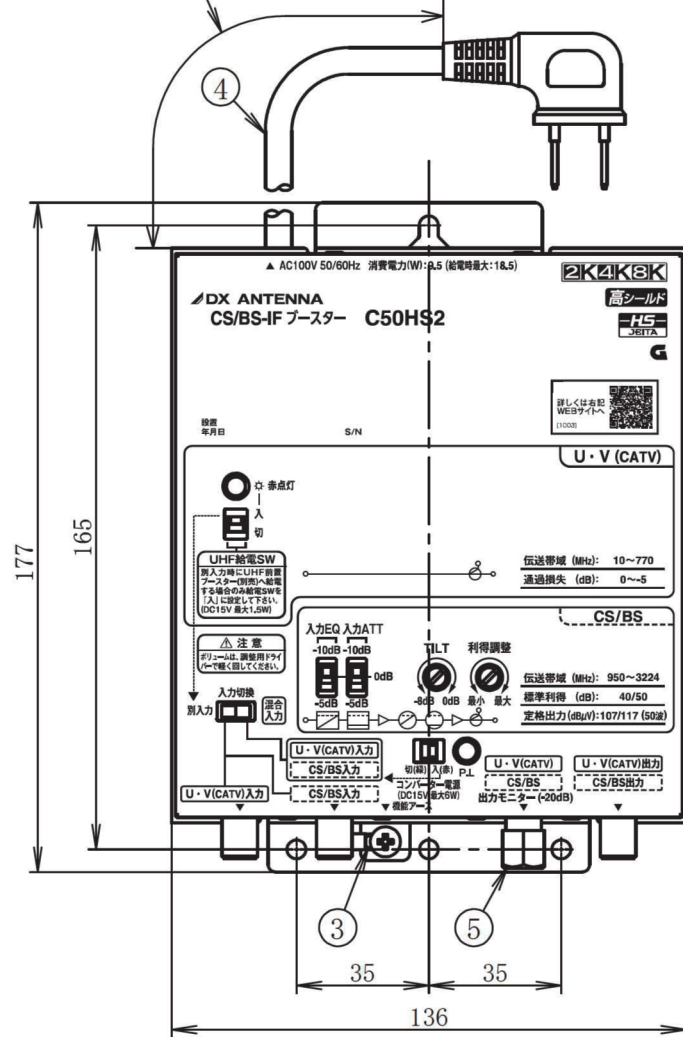 ④
▲ AC100V 50/60Hz 消費電力(W):9.5 (給電時最大:18.5)
2K4K8K
DX ANTENNA
高シールド
CS/BS-IF ブースター C50HS2
HS
JEITA
G
詳しくは右記
WEBサイトへ
[1003]
設置
年月日
S/N
U・V (CATV)
赤点灯
入
切
UHF給電SW
別入力時にUHF前置
ブースター(別売)へ給電
する場合のみ給電SWを
「入」に設定して下さい。
(DC15V 最大1.5W)
伝送帯域 (MHz): 10~770
通過損失 (dB): 0~-5
CS/BS
⚠ 注意
ボリュームは、調整用ドライ
バーで軽く回してください。
入力EQ 入力ATT
-10dB -10dB
0dB
-5dB -5dB
TILT 利得調整
-8dB 0dB 最小 最大
伝送帯域 (MHz): 950~3224
標準利得 (dB): 40/50
定格出力(dBμV):107/117 (50波)
入力切換
別入力
混合
入力
U・V(CATV)入力
CS/BS入力
切(緑) 入(赤)
P.L
コンバーター電源
(DC15V 最大6W)
機能アース
U・V(CATV)
CS/BS
出力モニター (-20dB)
U・V(CATV)出力
CS/BS出力
U・V(CATV)入力
CS/BS入力
177
165
③
⑤
35
35
136